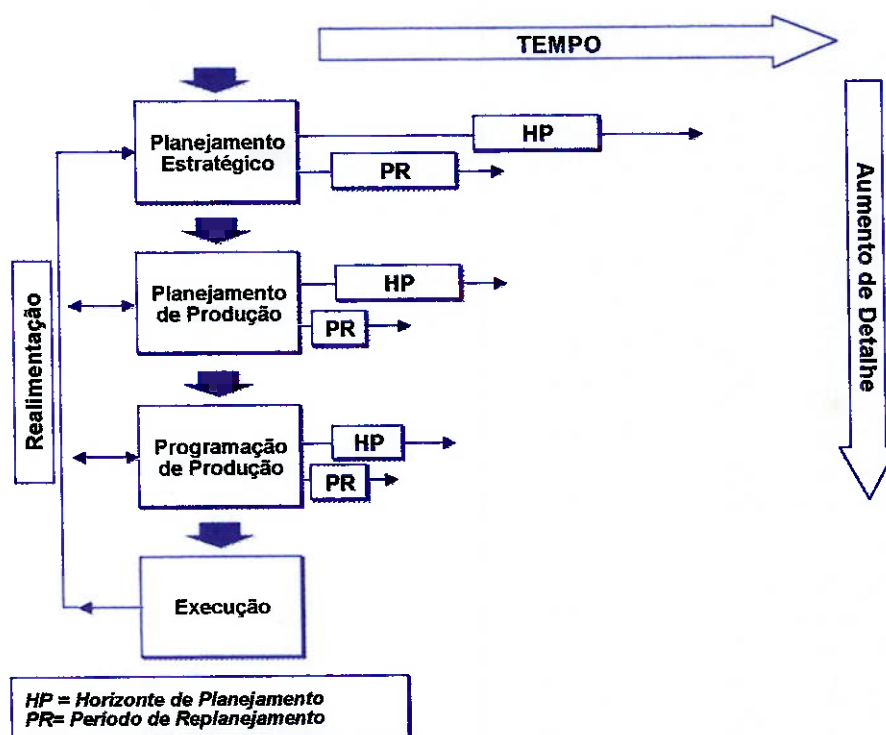 TEMPO
Planejamento
Estratégico
HP
PR
Planejamento
de Produção
HP
PR
Programação
de Produção
HP
PR
Execução
Realimentação
Aumento de Detalhe
HP = Horizonte de Planejamento
PR= Período de Replanejamento